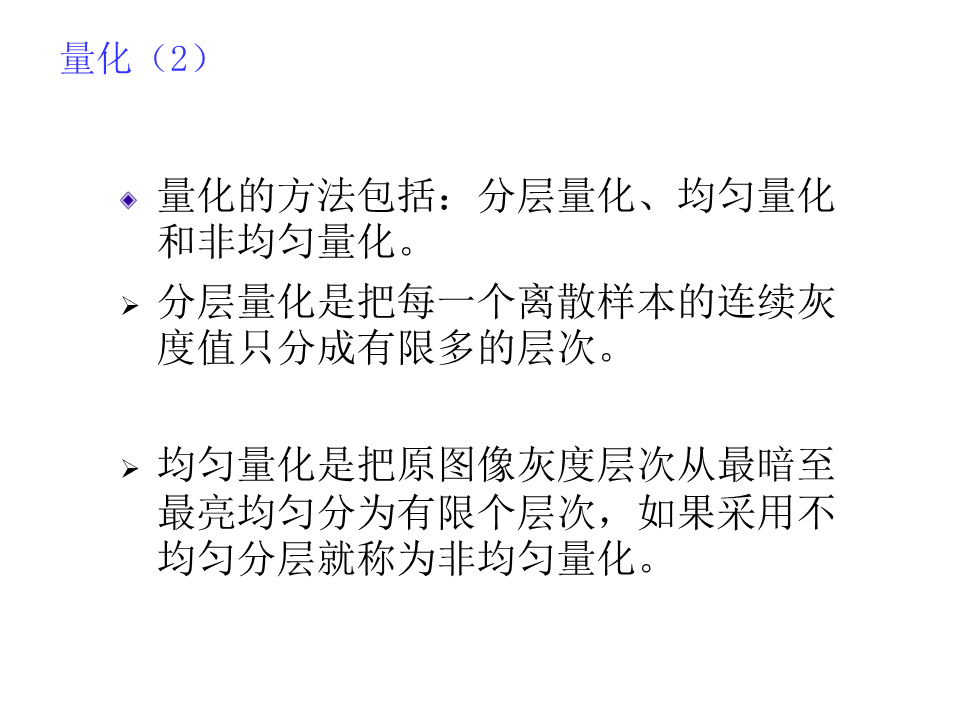 量化（2）
量化的方法包括：分层量化、均匀量化
和非均匀量化。
分层量化是把每一个离散样本的连续灰
度值只分成有限多的层次。
均匀量化是把原图像灰度层次从最暗至
最亮均匀分为有限个层次，如果采用不
均匀分层就称为非均匀量化。